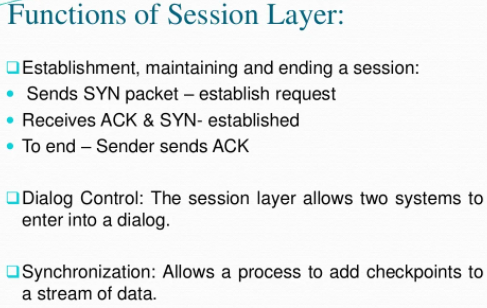 Functions of Session Layer:
❑Establishment, maintaining and ending a session:
• Sends SYN packet – establish request
• Receives ACK & SYN- established
• To end – Sender sends ACK
❑Dialog Control: The session layer allows two systems to
enter into a dialog.
❑Synchronization: Allows a process to add checkpoints to
a stream of data.